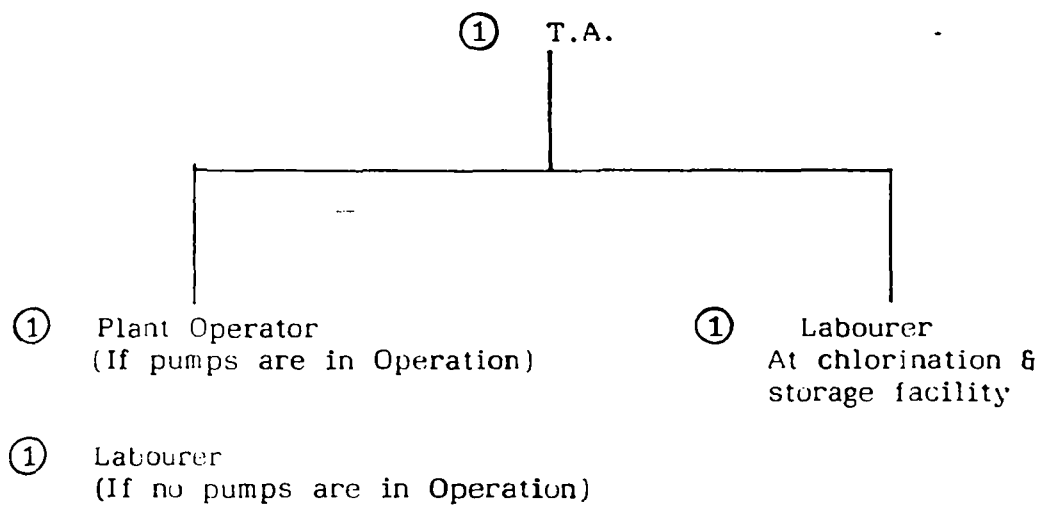 ① T.A.
① Plant Operator
(If pumps are in Operation)
① Labourer
At chlorination &
storage facility
① Labourer
(If no pumps are in Operation)